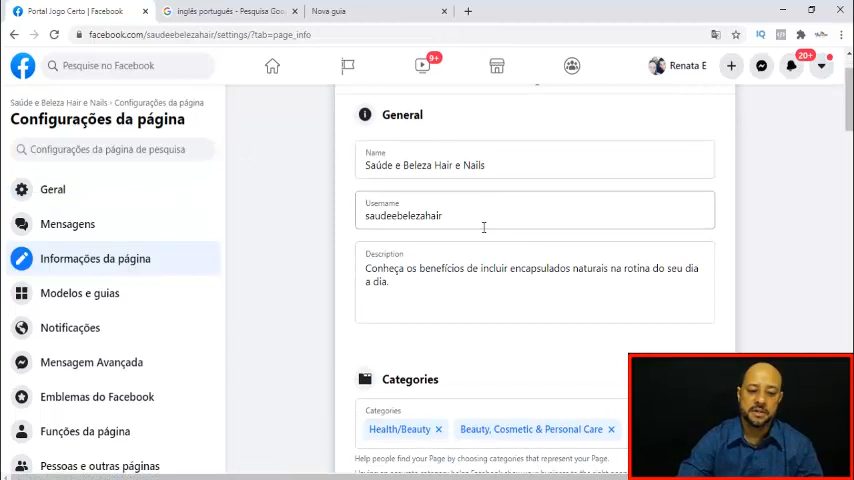 Portal Jogo Certo | Facebook
inglês português - Pesquisa Goo
Nova guia
facebook.com/saudeebelezahair/settings/?tab=page_info
IQ
Pesquise no Facebook
9+
Renata E
20+
Saúde e Beleza Hair e Nails › Configurações da página
Configurações da página
Configurações da página de pesquisa
Geral
Mensagens
Informações da página
Modelos e guias
Notificações
Mensagem Avançada
Emblemas do Facebook
Funções da página
Pessoas e outras páginas
General
Name
Saúde e Beleza Hair e Nails
Username
saudeebelezahair
Description
Conheça os benefícios de incluir encapsulados naturais na rotina do seu dia
a dia.
Categories
Categories
Health/Beauty
Beauty, Cosmetic & Personal Care
Help people find your Page by choosing categories that represent your Page.